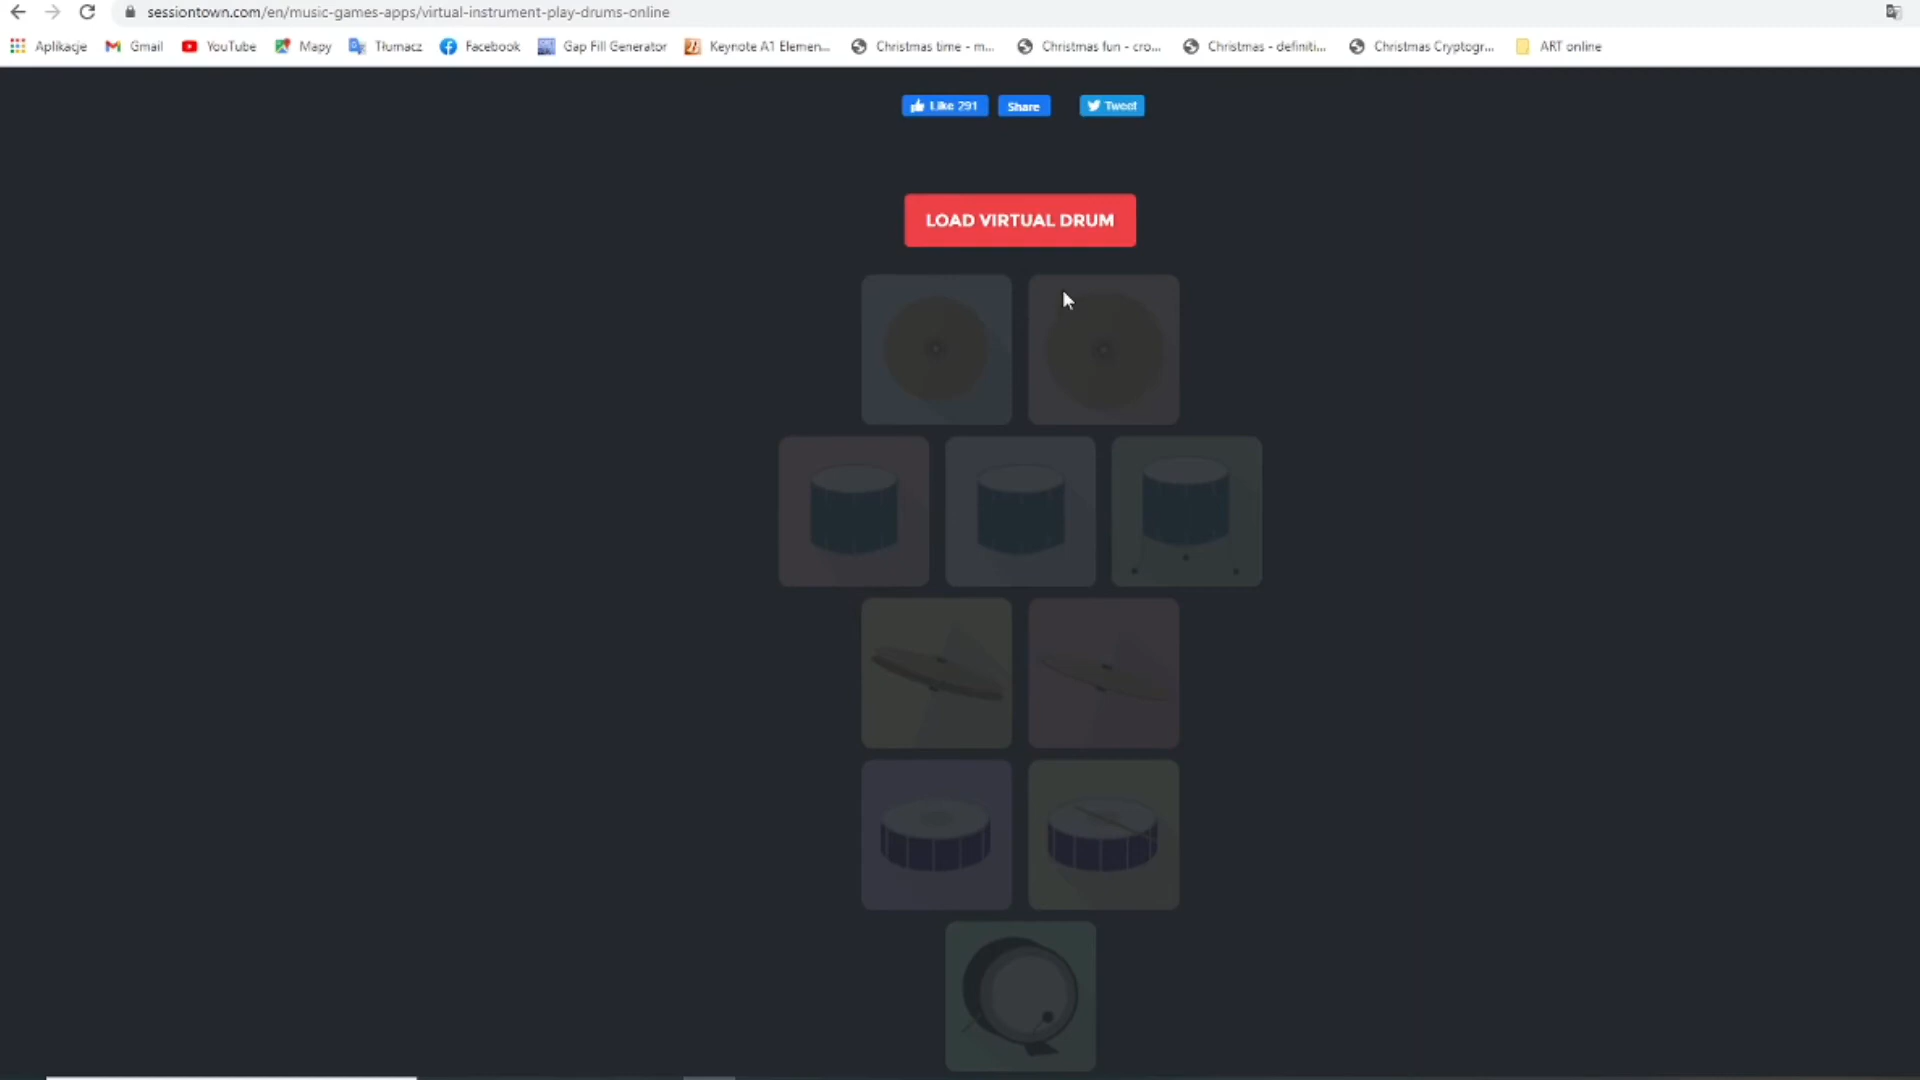 sessiontown.com/en/music-games-apps/virtual-instrument-play-drums-online
Aplikacje Gmail YouTube Mapy Tłumacz Facebook Gap Fill Generator Keynote A1 Elemen... Christmas time - m... Christmas fun - cro... Christmas - definiti... Christmas Cryptogr... ART online
Like 291 Share Tweet
LOAD VIRTUAL DRUM